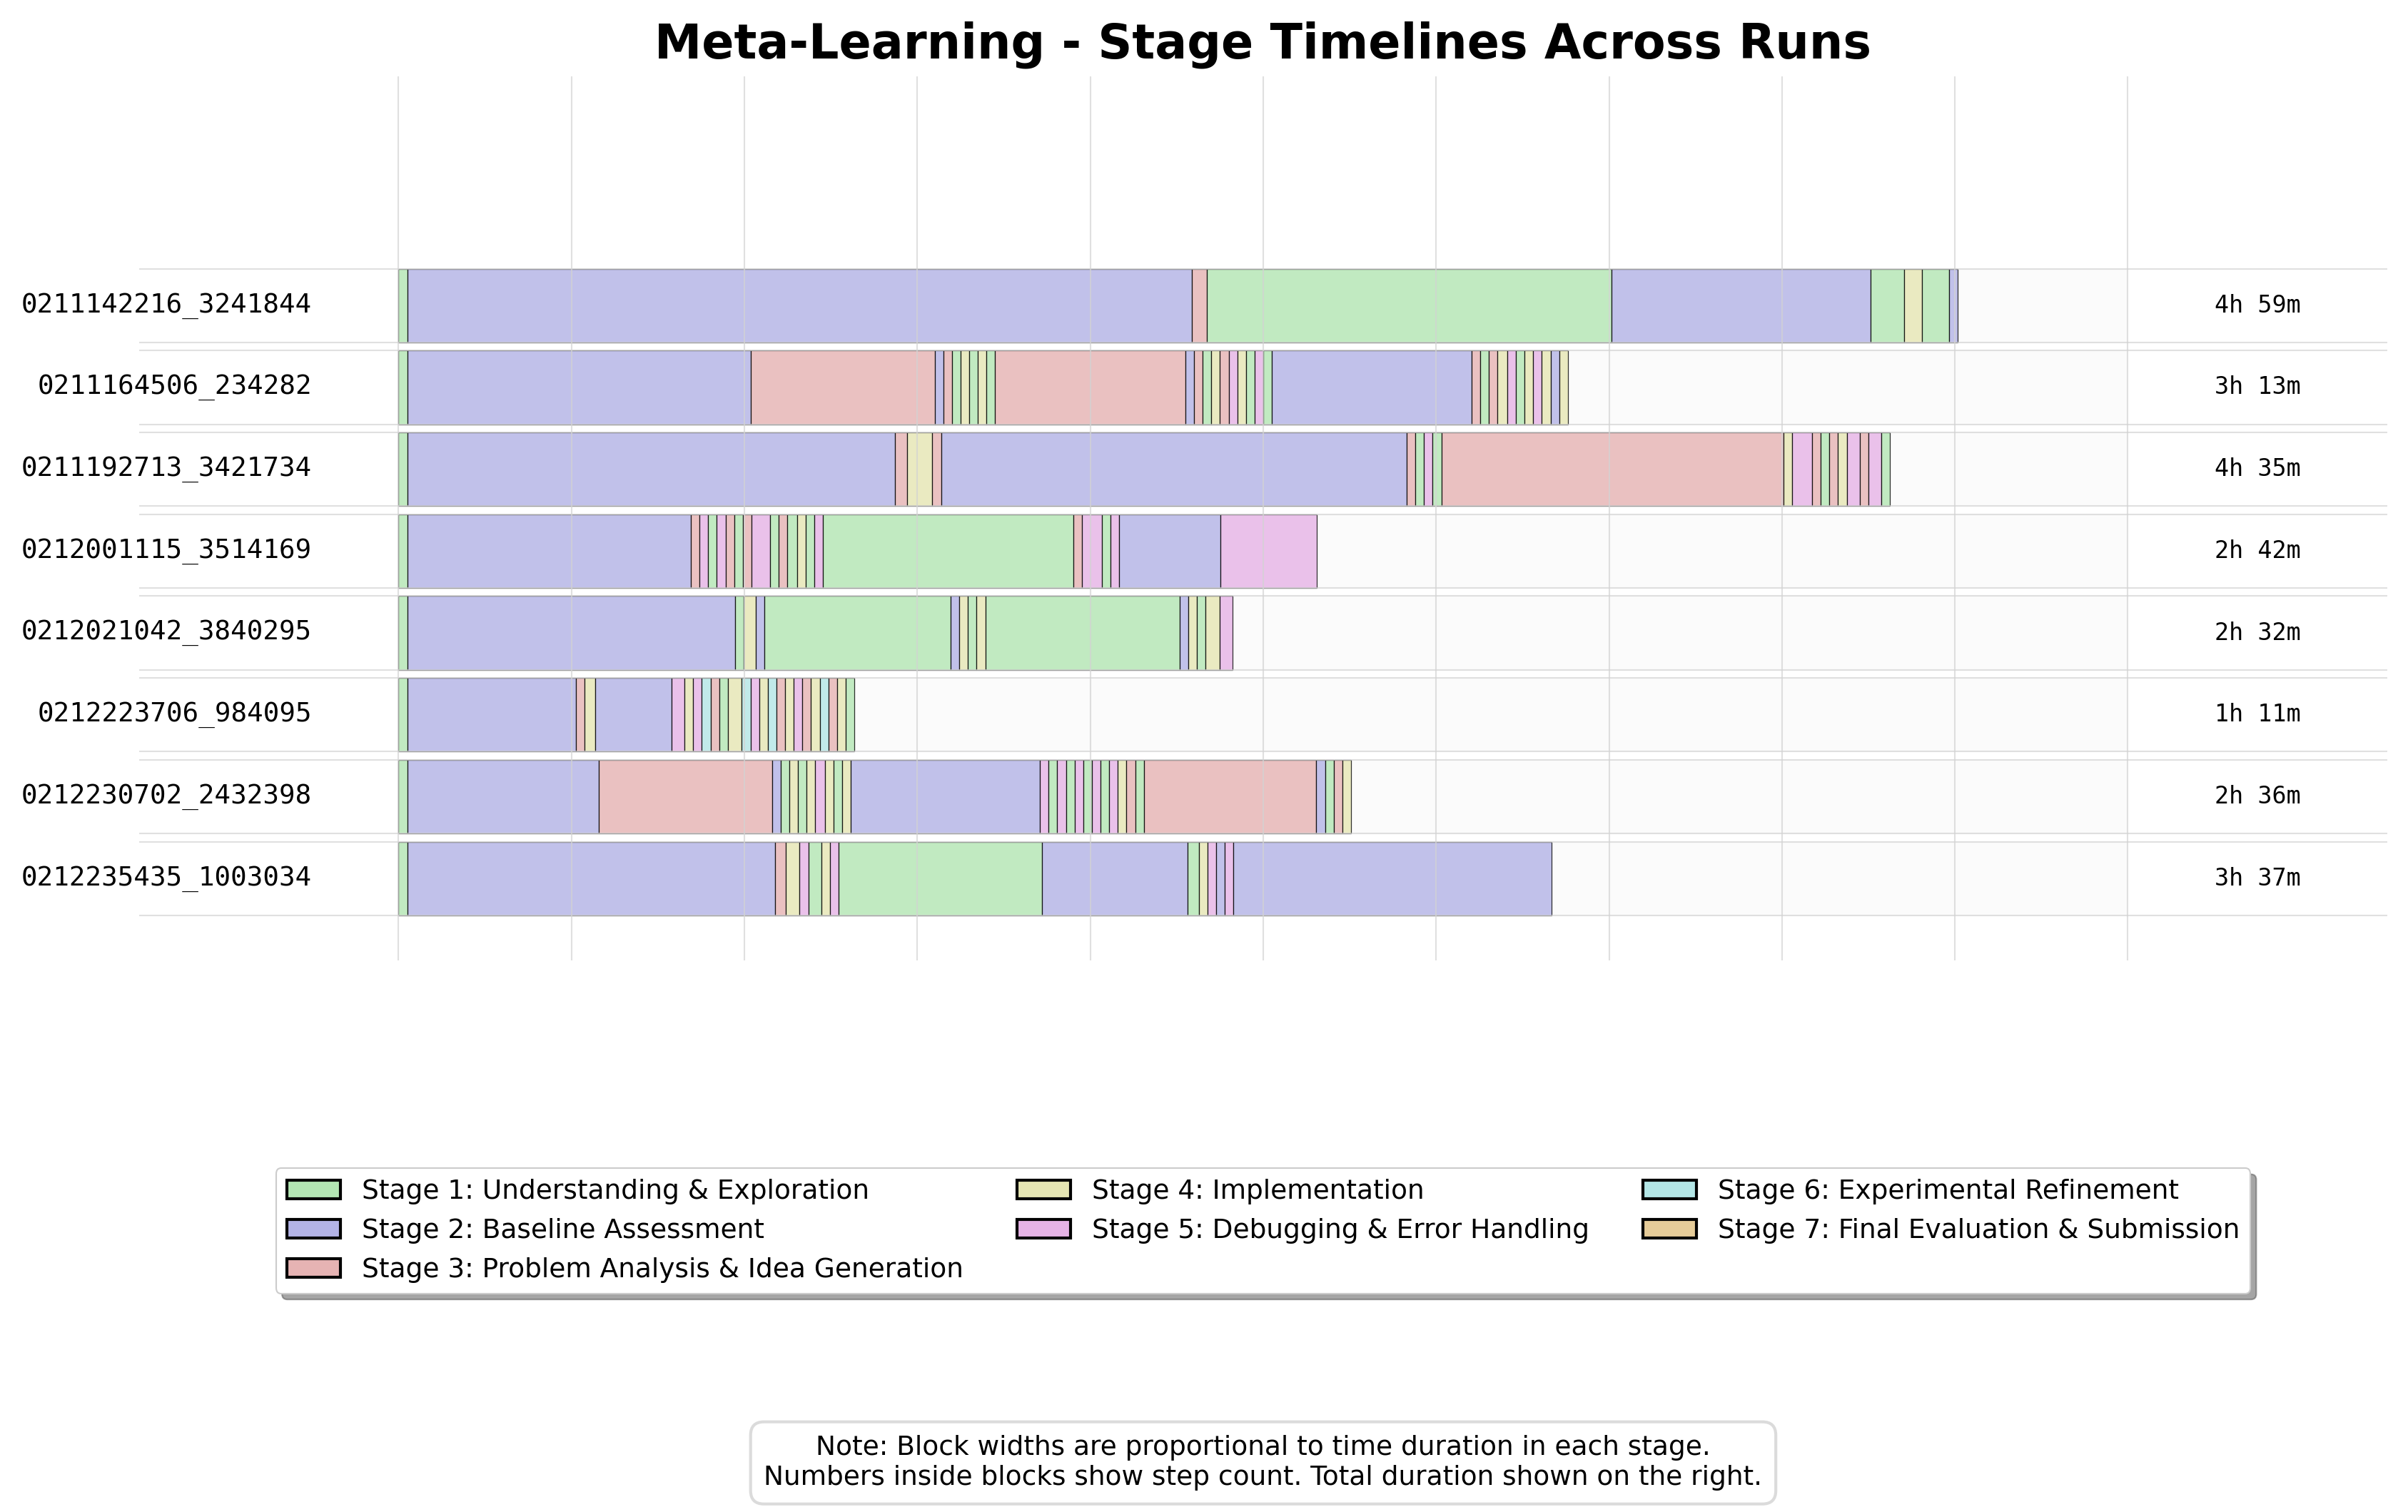 Meta-Learning - Stage Timelines Across Runs
0211142216_3241844 4h 59m
0211164506_234282 3h 13m
0211192713_3421734 4h 35m
0212001115_3514169 2h 42m
0212021042_3840295 2h 32m
0212223706_984095 1h 11m
0212230702_2432398 2h 36m
0212235435_1003034 3h 37m
Stage 1: Understanding & Exploration
Stage 2: Baseline Assessment
Stage 3: Problem Analysis & Idea Generation
Stage 4: Implementation
Stage 5: Debugging & Error Handling
Stage 6: Experimental Refinement
Stage 7: Final Evaluation & Submission
Note: Block widths are proportional to time duration in each stage.
Numbers inside blocks show step count. Total duration shown on the right.